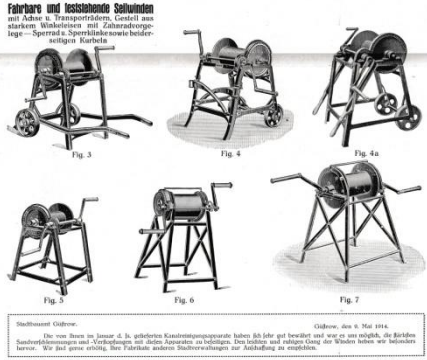 Fahrbare und feststehende Seilwinden
mit Achse u. Transporträdern, Gestell aus
starkem Winkeleisen mit Zahnradvorge-
lege — Sperrad u. Sperrklinke sowie beider-
seitigen Kurbeln
Fig. 3
Fig. 4
Fig. 4a
Fig. 5
Fig. 6
Fig. 7
Stadtbauamt Güstrow.
Güstrow, den 9. Mai 1914.
Die von Ihnen im Januar d. Js. gelieferten Kanalreinigungsapparate haben sich sehr gut bewährt und war es uns möglich, die stärksten
Sandverschlemmungen und -Verstopfungen mit diesen Apparaten zu beseitigen. Den leichten und ruhigen Gang der Winden heben wir besonders
hervor. Wir sind gerne erbötig, Ihre Fabrikate anderen Stadtverwaltungen zur Anschaffung zu empfehlen.